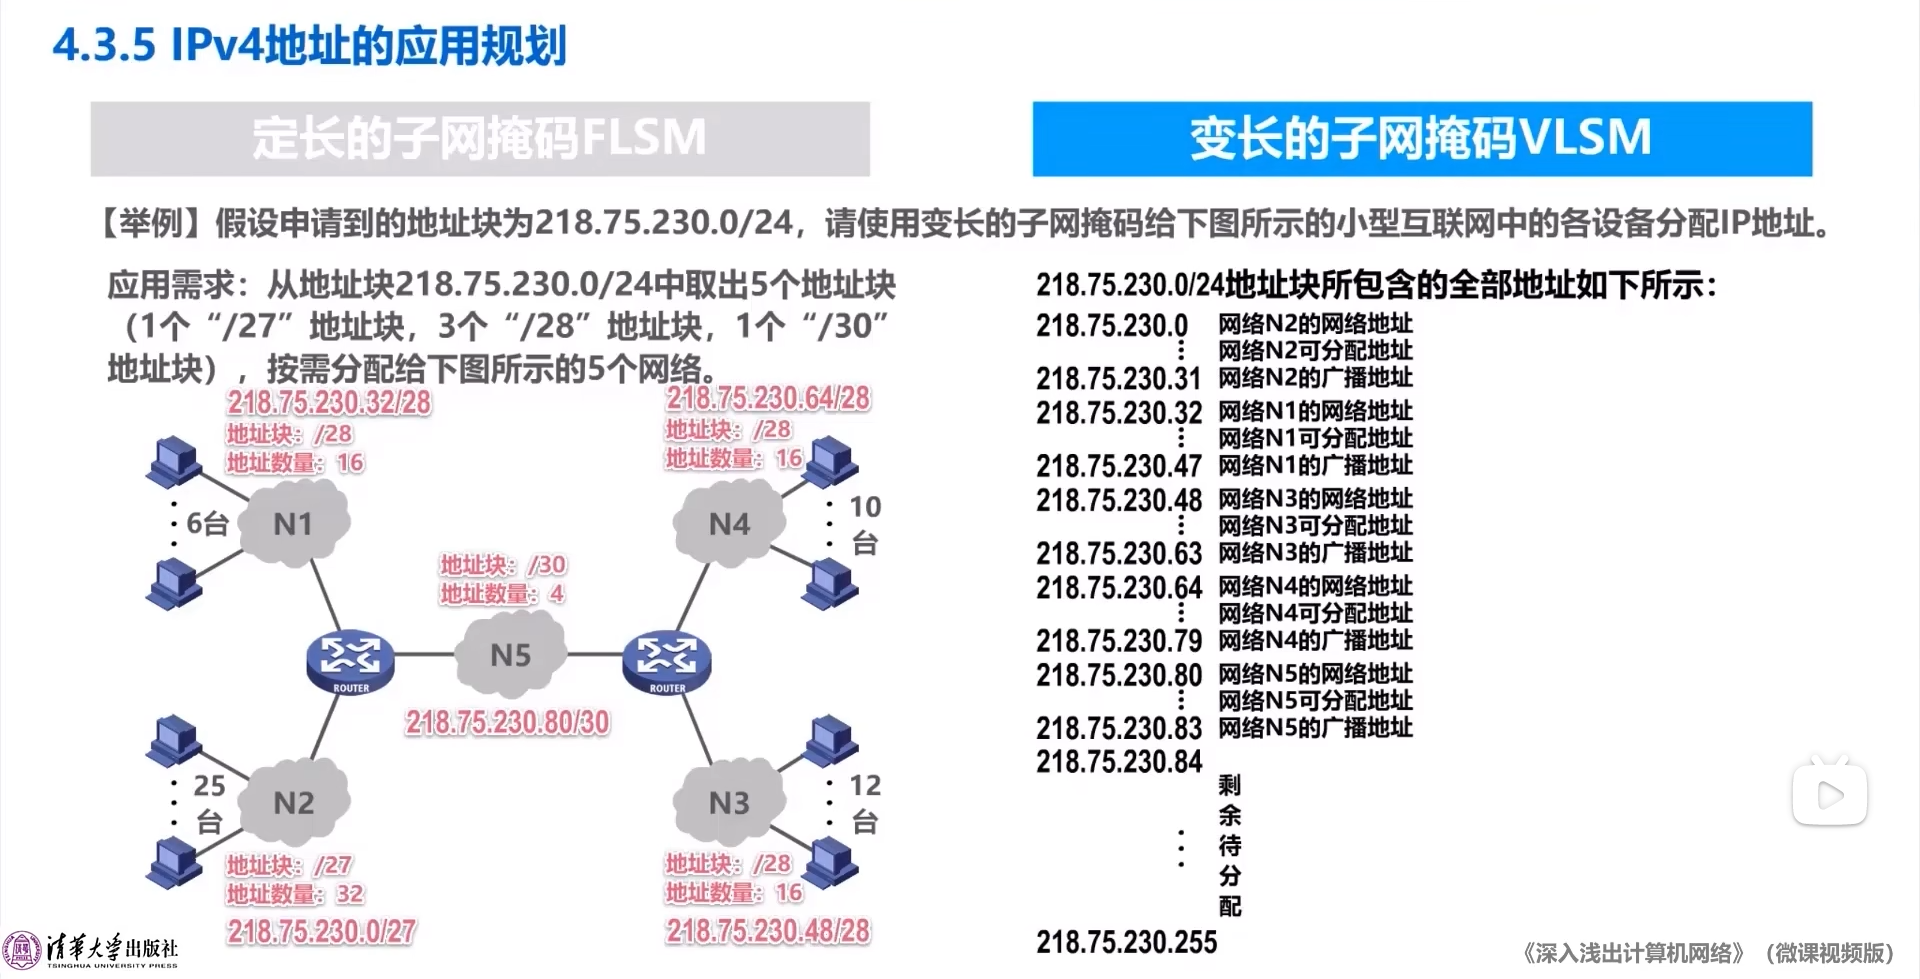 4.3.5 IPv4地址的应用规划
定长的子网掩码FLSM
变长的子网掩码VLSM
【举例】假设申请到的地址块为218.75.230.0/24，请使用变长的子网掩码给下图所示的小型互联网中的各设备分配IP地址。
应用需求：从地址块218.75.230.0/24中取出5个地址块
（1个“/27”地址块，3个“/28”地址块，1个“/30”
地址块），按需分配给下图所示的5个网络。
218.75.230.32/28
地址块：/28
地址数量：16
6台
N1
218.75.230.64/28
地址块：/28
地址数量：16
N4
10
台
地址块：/30
地址数量：4
N5
218.75.230.80/30
ROUTER
ROUTER
25
台
N2
地址块：/27
地址数量：32
218.75.230.0/27
N3
12
台
地址块：/28
地址数量：16
218.75.230.48/28
218.75.230.0/24地址块所包含的全部地址如下所示：
218.75.230.0 网络N2的网络地址
⋮ 网络N2可分配地址
218.75.230.31 网络N2的广播地址
218.75.230.32 网络N1的网络地址
⋮ 网络N1可分配地址
218.75.230.47 网络N1的广播地址
218.75.230.48 网络N3的网络地址
⋮ 网络N3可分配地址
218.75.230.63 网络N3的广播地址
218.75.230.64 网络N4的网络地址
⋮ 网络N4可分配地址
218.75.230.79 网络N4的广播地址
218.75.230.80 网络N5的网络地址
⋮ 网络N5可分配地址
218.75.230.83 网络N5的广播地址
218.75.230.84
剩
余
待
分
配
218.75.230.255
清华大学出版社
TSINGHUA UNIVERSITY PRESS
《深入浅出计算机网络》（微课视频版）